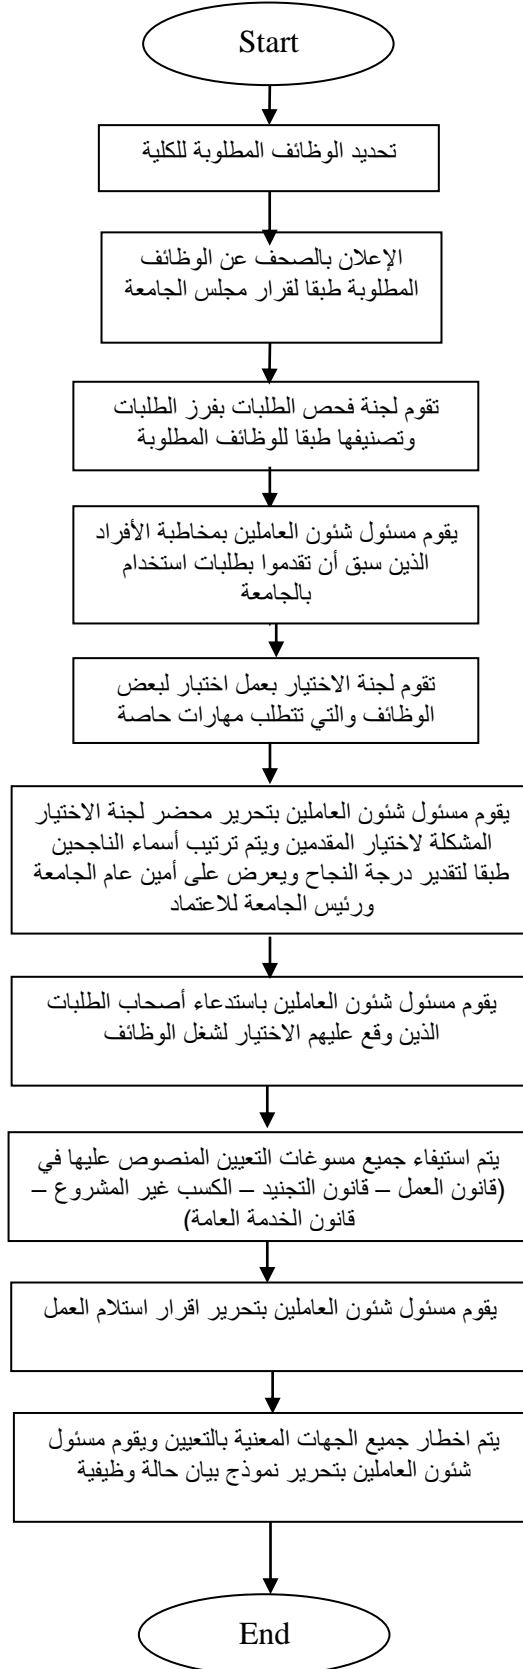 Start
تحديد الوظائف المطلوبة للكلية
الإعلان بالصحف عن الوظائف
المطلوبة طبقا لقرار مجلس الجامعة
تقوم لجنة فحص الطلبات بفرز الطلبات
وتصنيفها طبقا للوظائف المطلوبة
يقوم مسئول شئون العاملين بمخاطبة الأفراد
الذين سبق أن تقدموا بطلبات استخدام
بالجامعة
تقوم لجنة الاختيار بعمل اختبار لبعض
الوظائف والتي تتطلب مهارات حاصة
يقوم مسئول شئون العاملين بتحرير محضر لجنة الاختيار
المشكلة لاختيار المقدمين ويتم ترتيب أسماء الناجحين
طبقا لتقدير درجة النجاح ويعرض على أمين عام الجامعة
ورئيس الجامعة للاعتماد
يقوم مسئول شئون العاملين باستدعاء أصحاب الطلبات
الذين وقع عليهم الاختيار لشغل الوظائف
يتم استيفاء جميع مسوغات التعيين المنصوص عليها في
(قانون العمل – قانون التجنيد – الكسب غير المشروع –
قانون الخدمة العامة)
يقوم مسئول شئون العاملين بتحرير اقرار استلام العمل
يتم اخطار جميع الجهات المعنية بالتعيين ويقوم مسئول
شئون العاملين بتحرير نموذج بيان حالة وظيفية
End